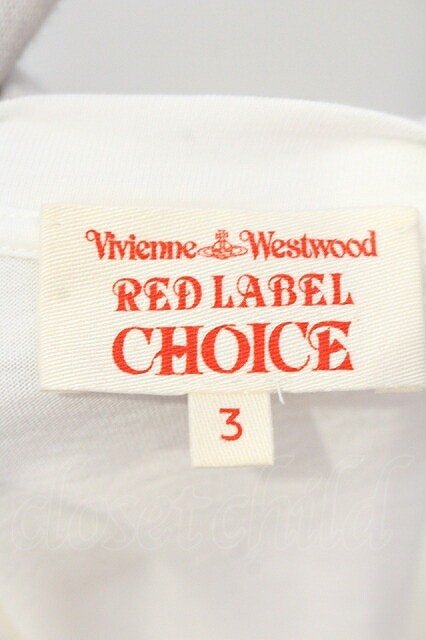 Vivienne Westwood
RED LABEL
CHOICE
3
closet child